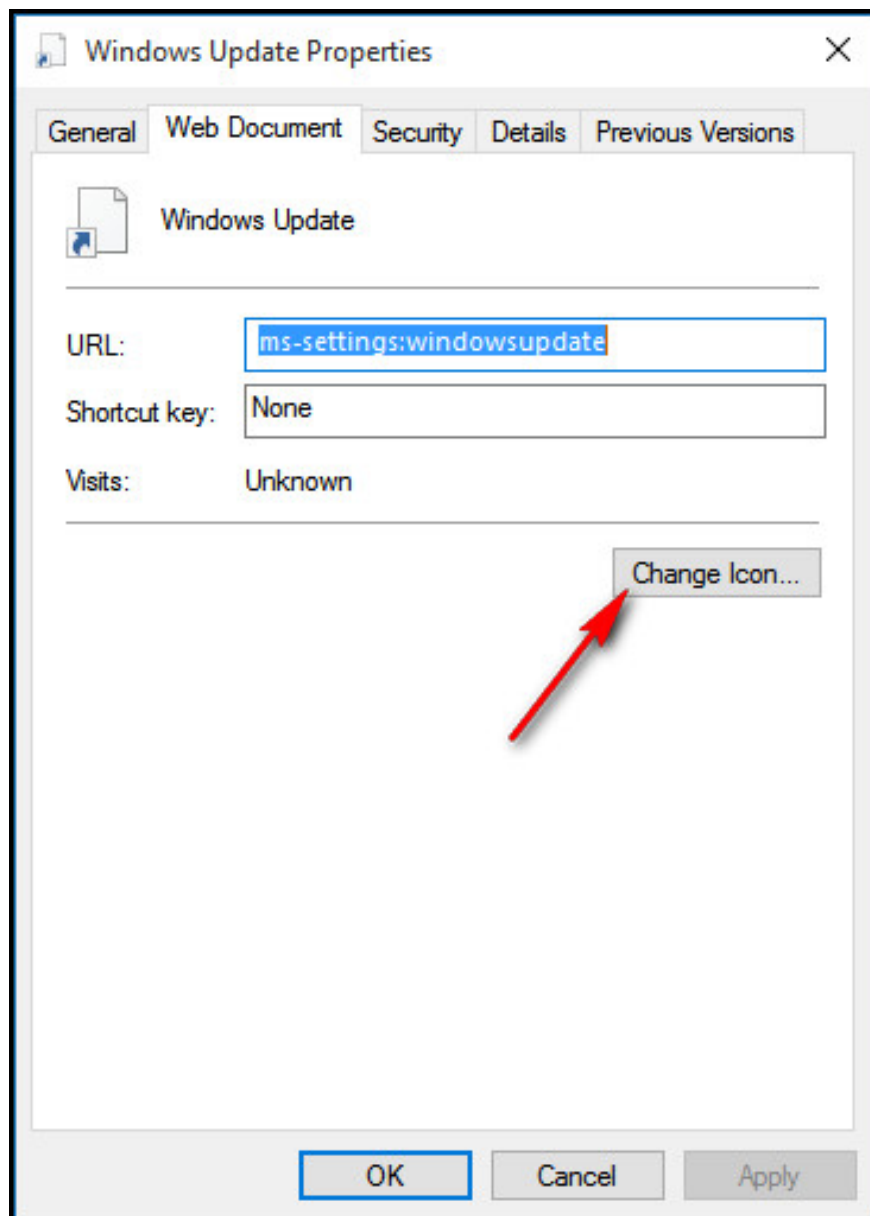 Windows Update Properties
General Web Document Security Details Previous Versions
Windows Update
URL: ms-settings:windowsupdate
Shortcut key: None
Visits: Unknown
Change Icon...
OK Cancel Apply